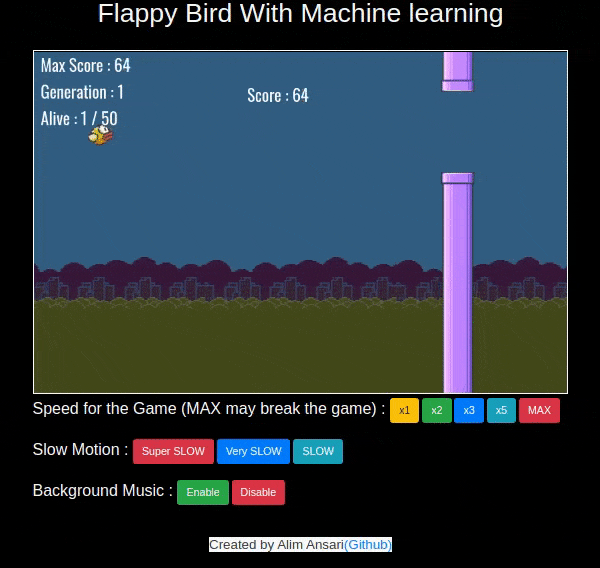 Flappy Bird With Machine learning
Max Score : 64
Generation : 1
Score : 64
Alive : 1 / 50
Speed for the Game (MAX may break the game) : x1 x2 x3 x5 MAX
Slow Motion : Super SLOW Very SLOW SLOW
Background Music : Enable Disable
Created by Alim Ansari(Github)